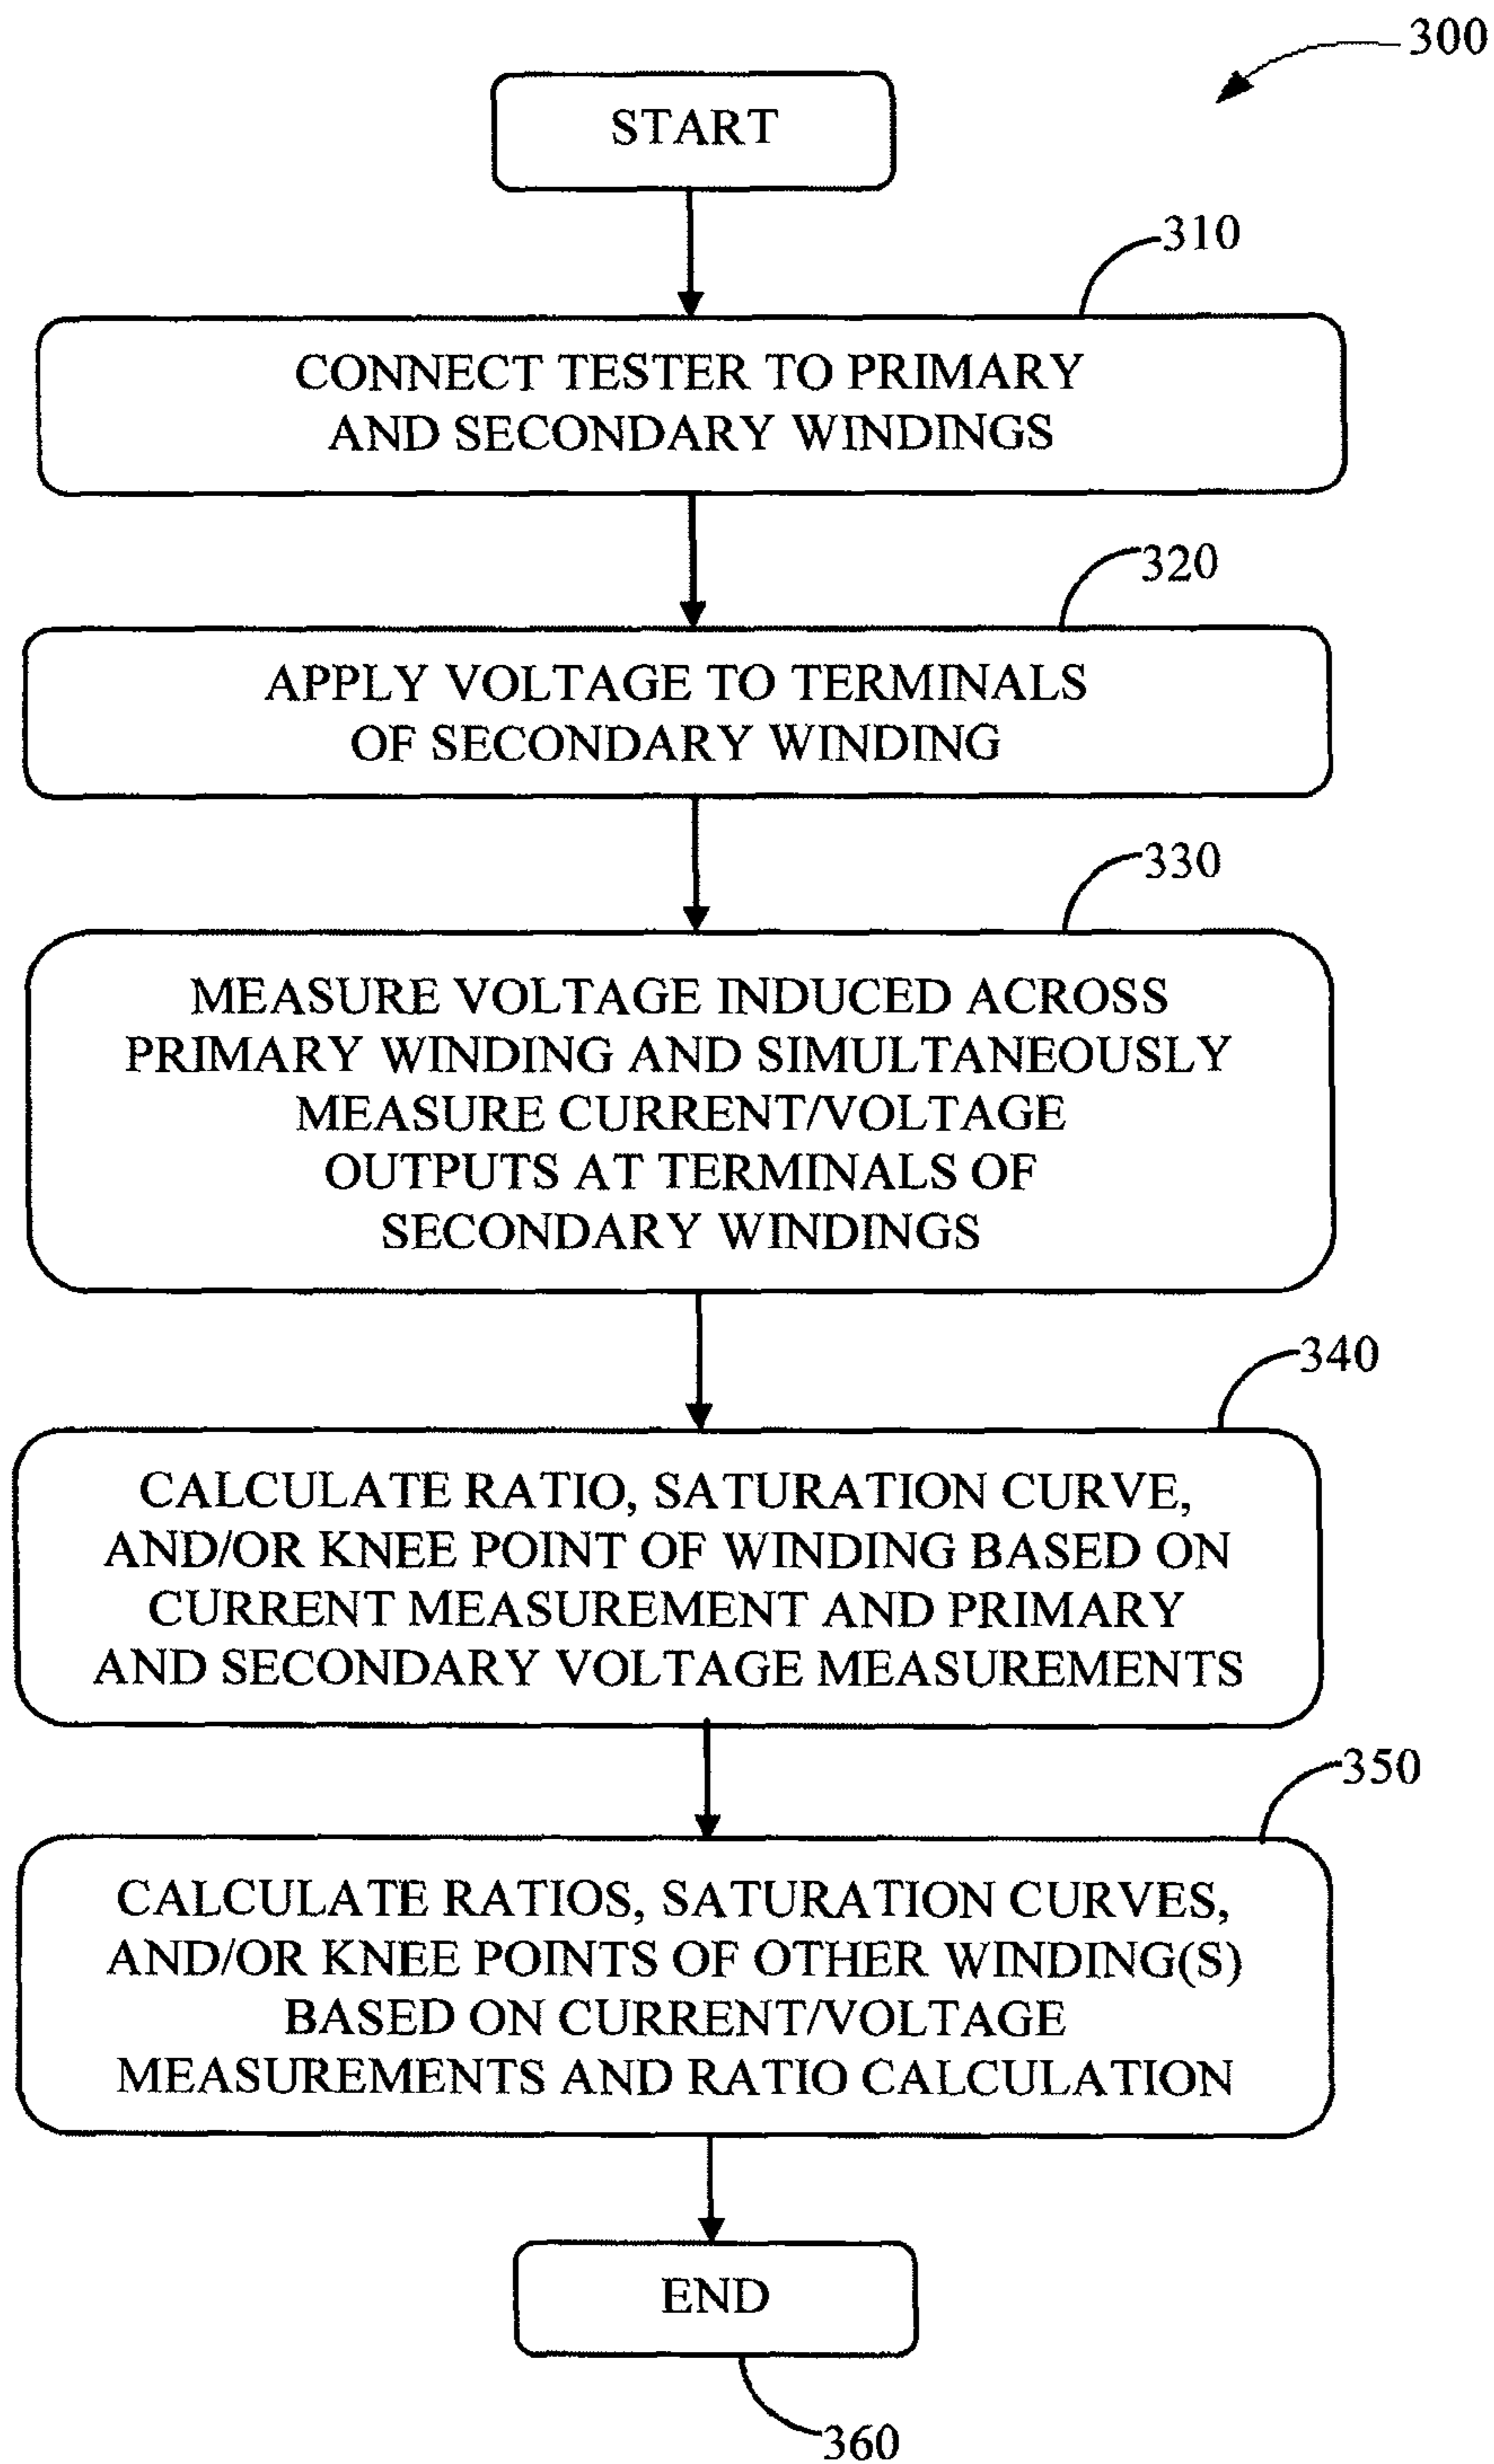 300
START
310
CONNECT TESTER TO PRIMARY
AND SECONDARY WINDINGS
320
APPLY VOLTAGE TO TERMINALS
OF SECONDARY WINDING
330
MEASURE VOLTAGE INDUCED ACROSS
PRIMARY WINDING AND SIMULTANEOUSLY
MEASURE CURRENT/VOLTAGE
OUTPUTS AT TERMINALS OF
SECONDARY WINDINGS
340
CALCULATE RATIO, SATURATION CURVE,
AND/OR KNEE POINT OF WINDING BASED ON
CURRENT MEASUREMENT AND PRIMARY
AND SECONDARY VOLTAGE MEASUREMENTS
350
CALCULATE RATIOS, SATURATION CURVES,
AND/OR KNEE POINTS OF OTHER WINDING(S)
BASED ON CURRENT/VOLTAGE
MEASUREMENTS AND RATIO CALCULATION
END
360